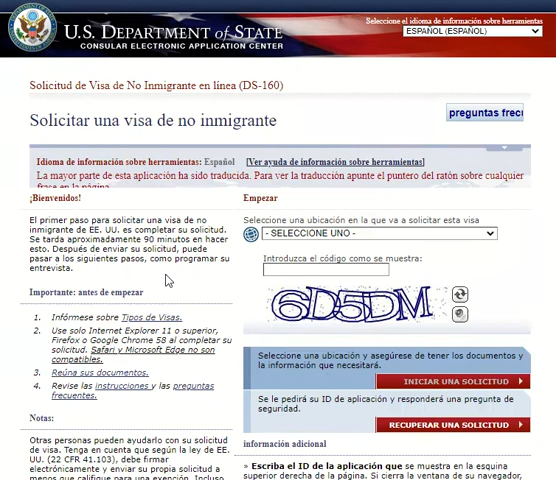 U.S. DEPARTMENT of STATE
CONSULAR ELECTRONIC APPLICATION CENTER
Seleccione el idioma de información sobre herramientas
ESPAÑOL (ESPAÑOL)
Solicitud de Visa de No Inmigrante en línea (DS-160)
Solicitar una visa de no inmigrante
preguntas frecu
Idioma de información sobre herramientas: Español [Ver ayuda de información sobre herramientas]
La mayor parte de esta aplicación ha sido traducida. Para ver la traducción apunte el puntero del ratón sobre cualquier
frase en la página
¡Bienvenidos!
El primer paso para solicitar una visa de no
inmigrante de EE. UU. es completar su solicitud.
Se tarda aproximadamente 90 minutos en hacer
esto. Después de enviar su solicitud, puede
pasar a los siguientes pasos, como programar su
entrevista.
Importante: antes de empezar
1. Infórmese sobre Tipos de Visas.
2. Use solo Internet Explorer 11 o superior,
Firefox o Google Chrome 58 al completar su
solicitud. Safari y Microsoft Edge no son
compatibles.
3. Reúna sus documentos.
4. Revise las instrucciones y las preguntas
frecuentes.
Notas:
Otras personas pueden ayudarlo con su solicitud
de visa. Tenga en cuenta que según la ley de EE.
UU. (22 CFR 41.103), debe firmar
electrónicamente y enviar su propia solicitud a
menos que califique para una exención. Incluso
Empezar
Seleccione una ubicación en la que va a solicitar esta visa
- SELECCIONE UNO -
Introduzca el código como se muestra:
6D5DM
Seleccione una ubicación y asegúrese de tener los documentos y
la información que necesitará.
INICIAR UNA SOLICITUD
Se le pedirá su ID de aplicación y responderá una pregunta de
seguridad.
RECUPERAR UNA SOLICITUD
información adicional
» Escriba el ID de la aplicación que se muestra en la esquina
superior derecha de la página. Si cierra la ventana de su navegador,